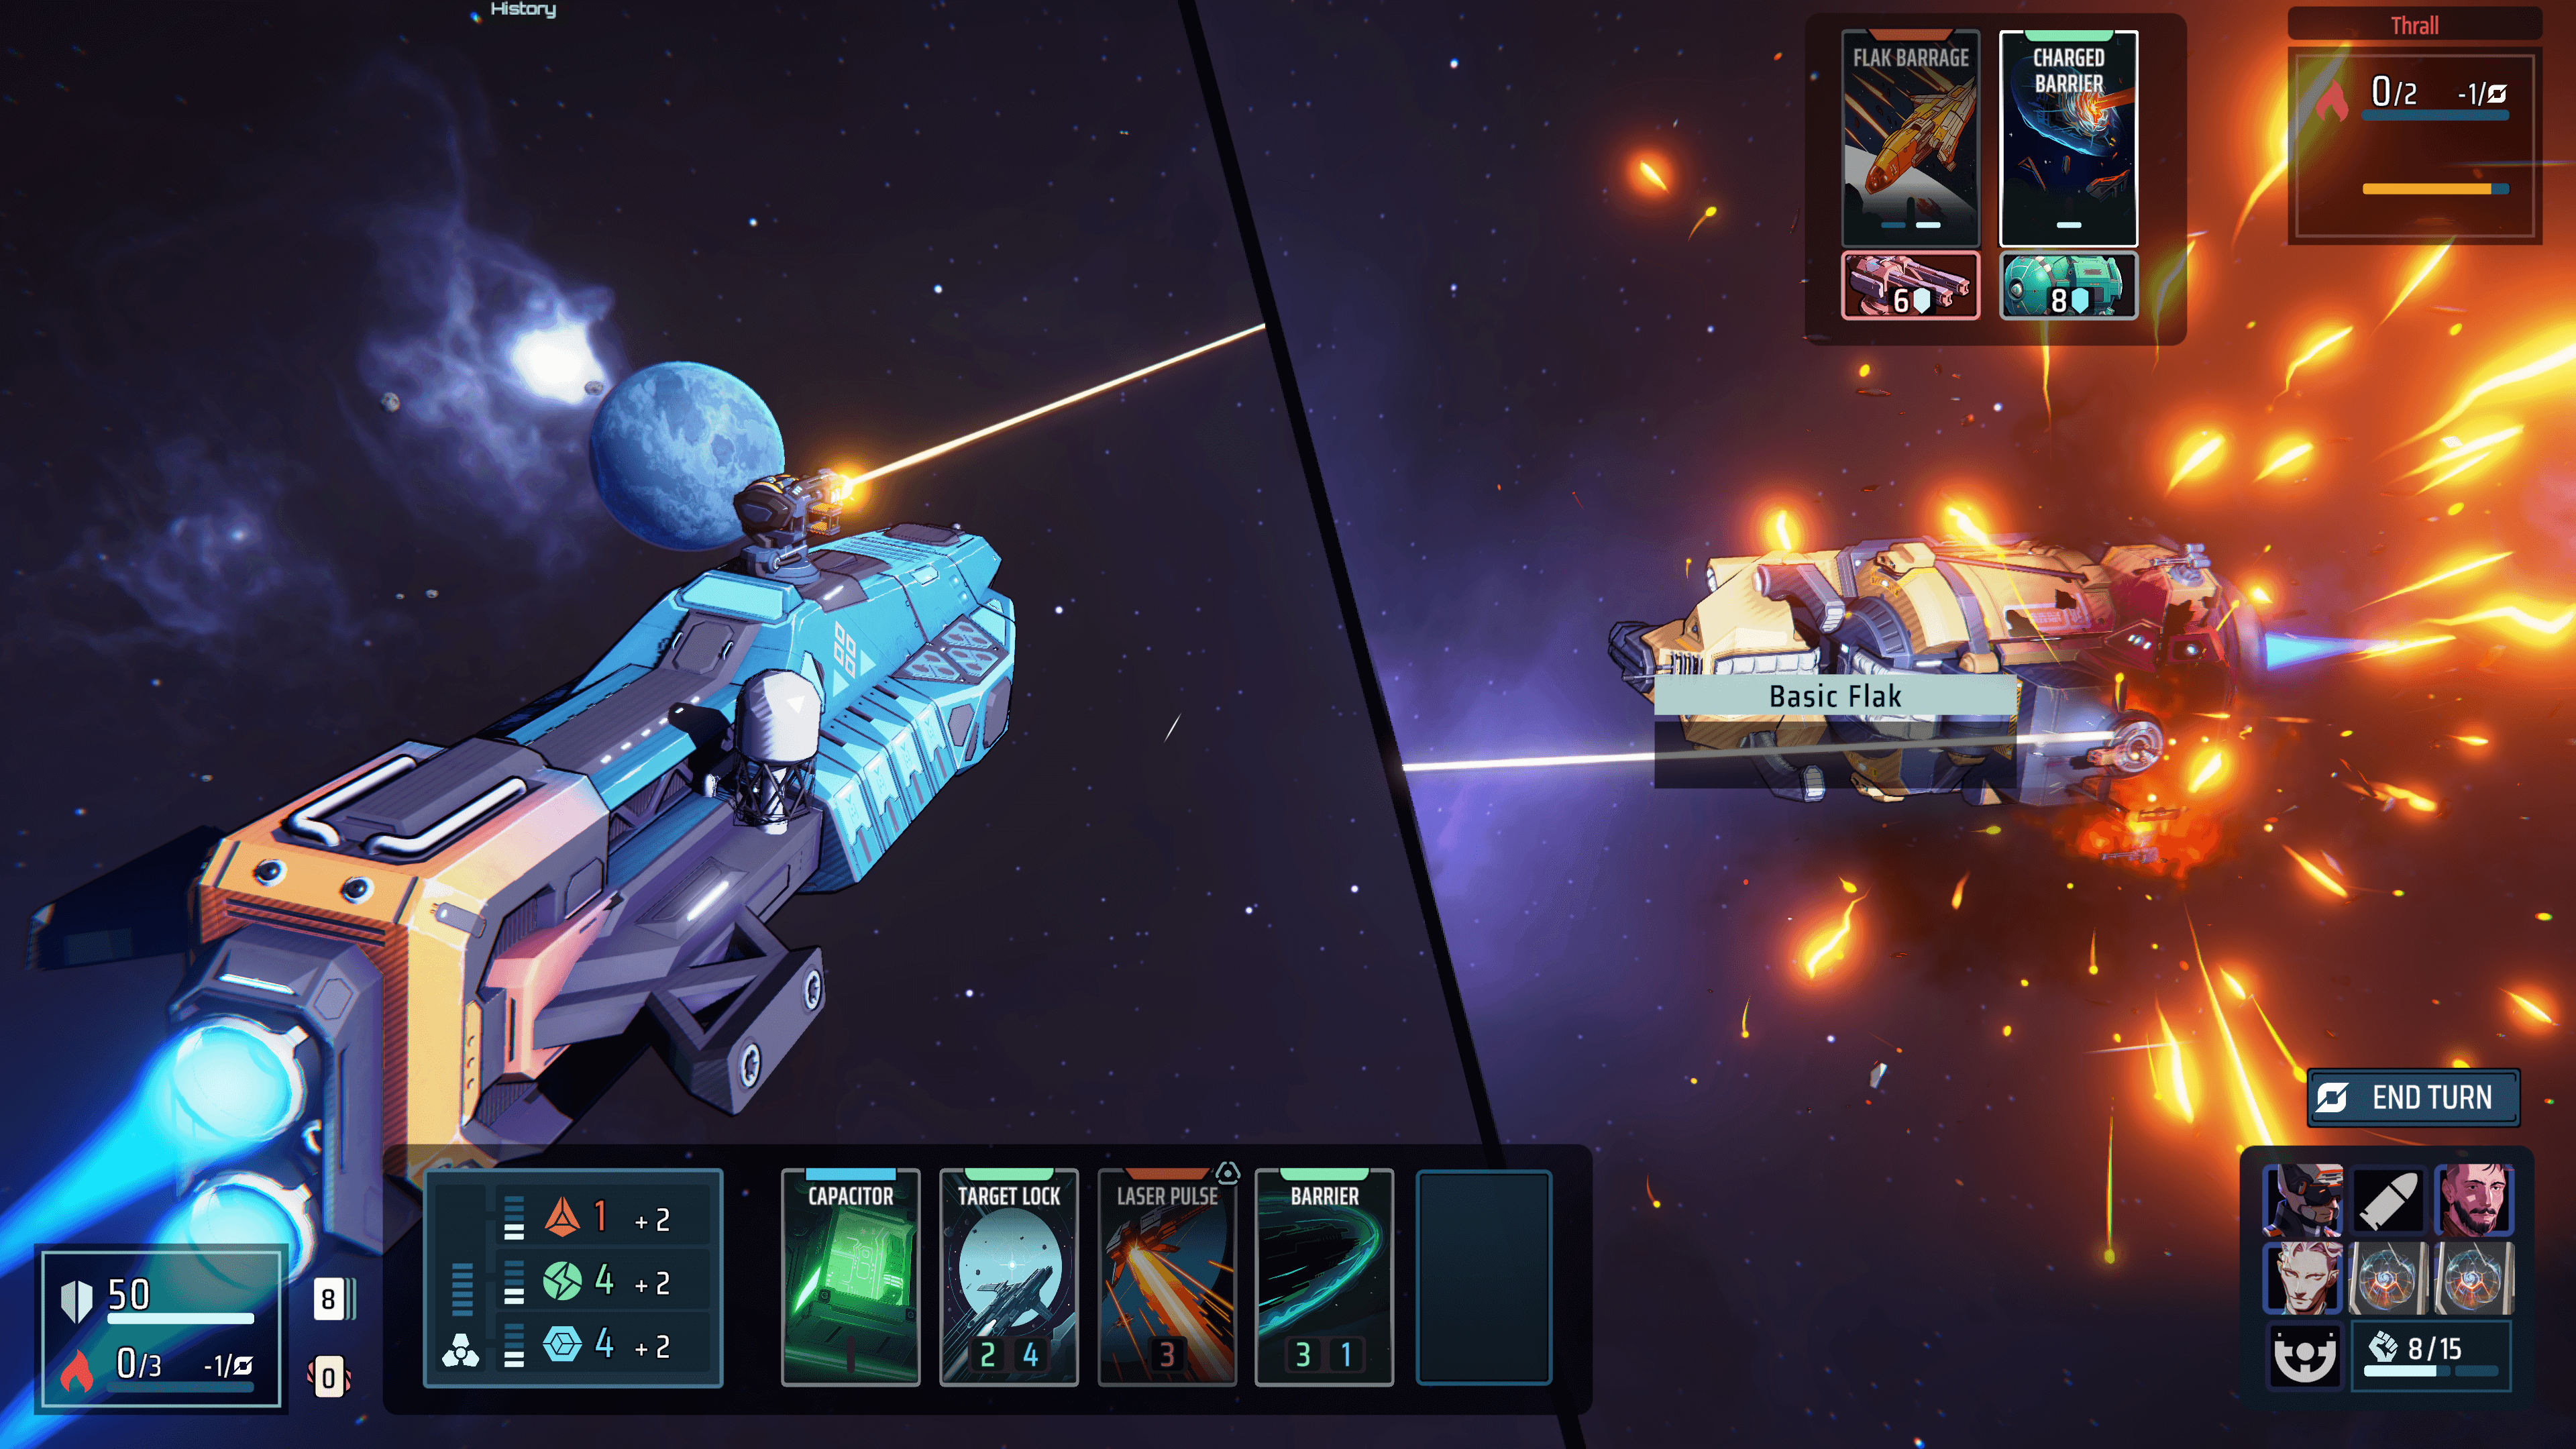 History
FLAK BARRAGE
CHARGED
BARRIER
6
8
Thrall
0/2 -1/
Basic Flak
END TURN
50
0/3 -1/
8
0
1 +2
4 +2
4 +2
CAPACITOR
TARGET LOCK
2 4
LASER PULSE
3
BARRIER
3 1
8/15